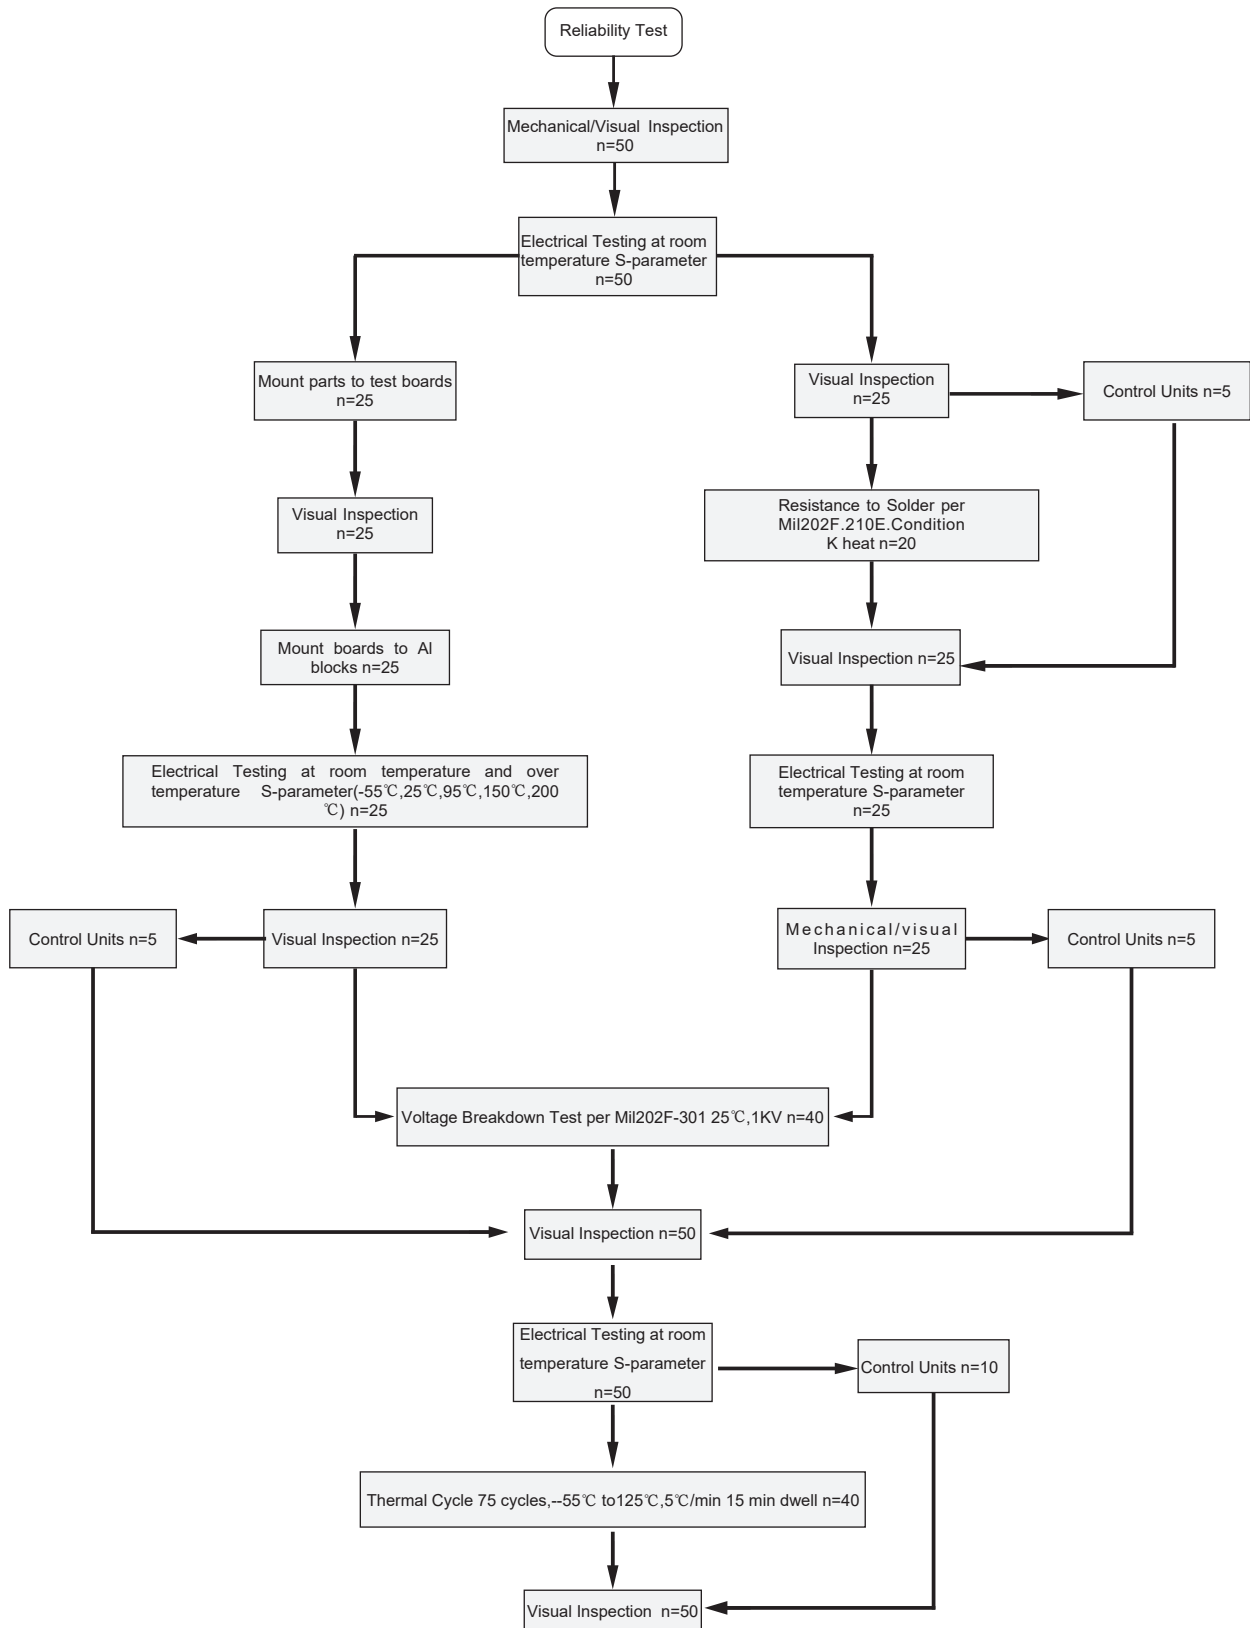 Reliability Test
Mechanical/Visual Inspection
n=50
Electrical Testing at room
temperature S-parameter
n=50
Mount parts to test boards
n=25
Visual Inspection
n=25
Control Units n=5
Visual Inspection
n=25
Resistance to Solder per
Mil202F.210E.Condition
K heat n=20
Mount boards to Al
blocks n=25
Visual Inspection n=25
Electrical Testing at room temperature and over
temperature S-parameter(-55℃,25℃,95℃,150℃,200
℃) n=25
Electrical Testing at room
temperature S-parameter
n=25
Control Units n=5
Visual Inspection n=25
Mechanical/visual
Inspection n=25
Control Units n=5
Voltage Breakdown Test per Mil202F-301 25℃,1KV n=40
Visual Inspection n=50
Electrical Testing at room
temperature S-parameter
n=50
Control Units n=10
Thermal Cycle 75 cycles,--55℃ to125℃,5℃/min 15 min dwell n=40
Visual Inspection n=50